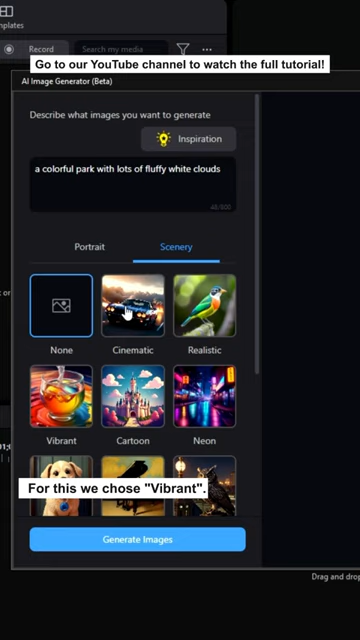 mplates
Record
Search my media
Go to our YouTube channel to watch the full tutorial!
AI Image Generator (Beta)
Describe what images you want to generate
Inspiration
a colorful park with lots of fluffy white clouds
48/800
Portrait
Scenery
None
Cinematic
Realistic
Vibrant
Cartoon
Neon
For this we chose "Vibrant".
Generate Images
Drag and drop